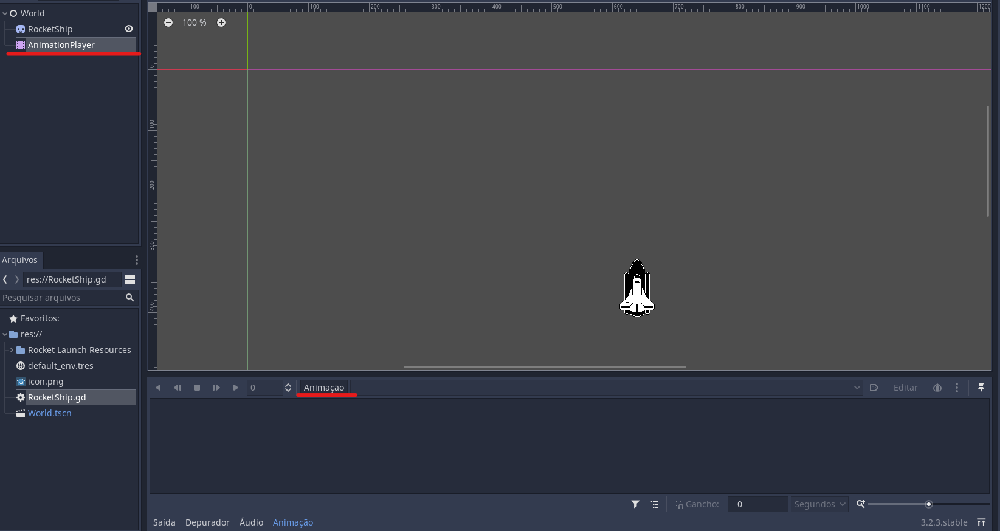 World
RocketShip
AnimationPlayer
-100 0 100 200 300 400 500 600 700 800 900 1000 1100 1200
100 %
0
100
200
300
400
Arquivos
res://RocketShip.gd
Pesquisar arquivos
Favoritos:
res://
Rocket Launch Resources
default_env.tres
icon.png
RocketShip.gd
World.tscn
0 Animação Editar
Gancho: 0 Segundos
Saída Depurador Áudio Animação 3.2.3.stable